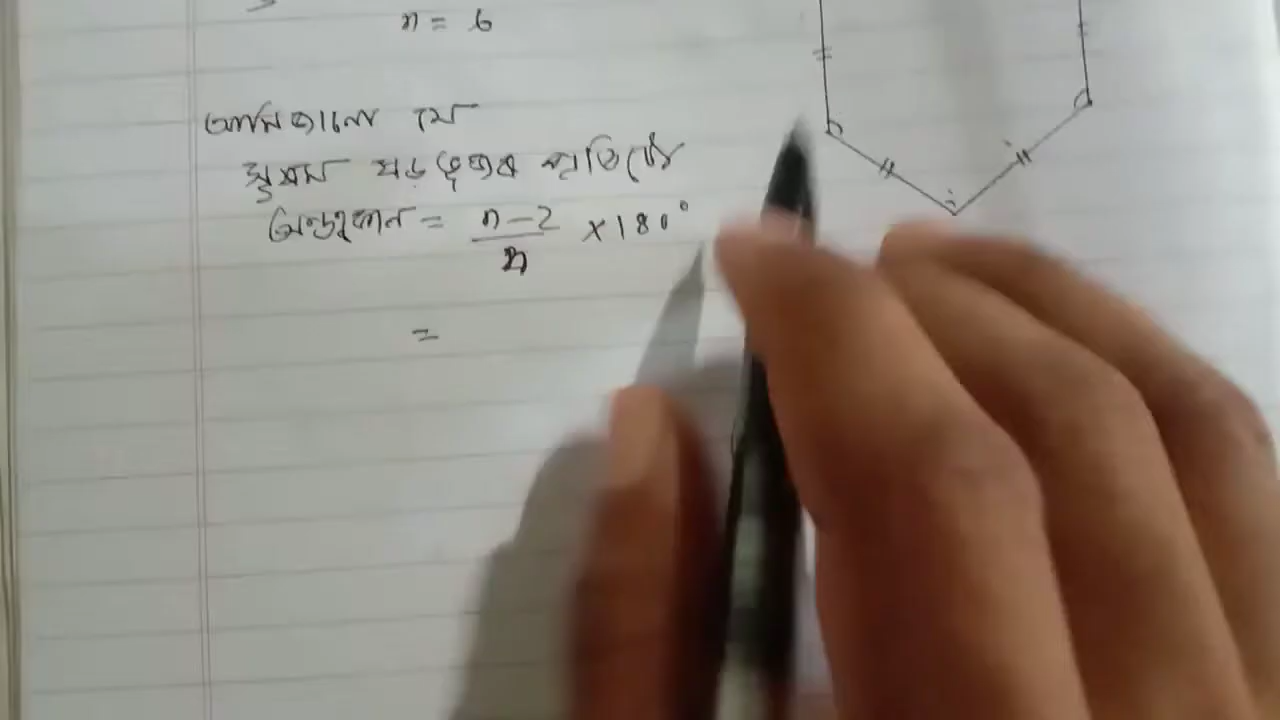 n = 6
আমরা জানি যে
সুষম ষড়ভুজের প্রতিটি
অন্তঃকোন = n-2/n × 180°
=